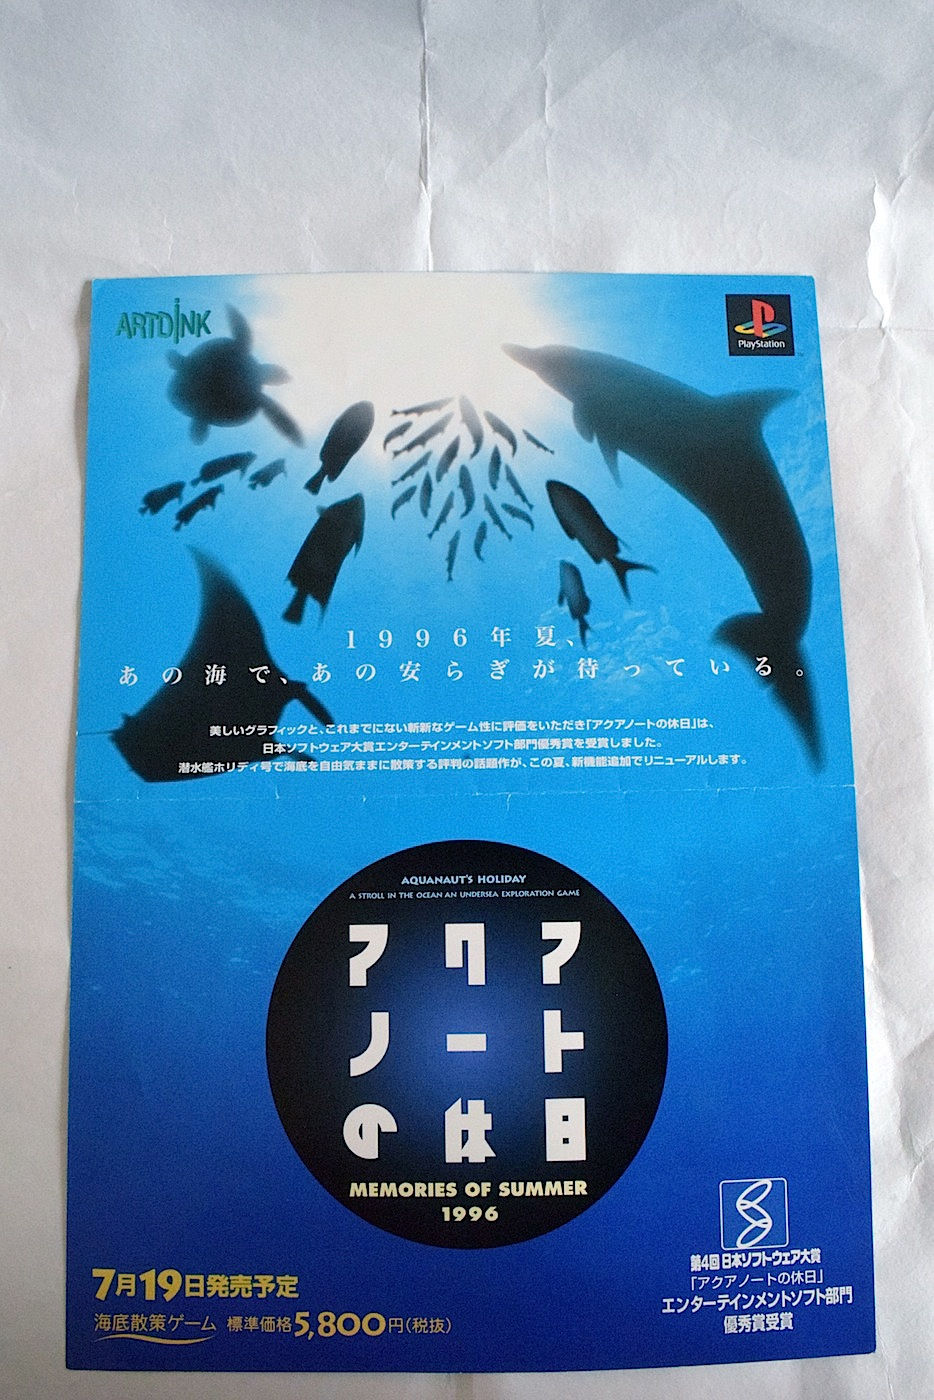 ARTDINK
PlayStation
1996年夏、
あの海で、あの安らぎが待っている。
美しいグラフィックと、これまでにない斬新なゲーム性に評価をいただき「アクアノートの休日」は、
日本ソフトウェア大賞エンターテインメントソフト部門優秀賞を受賞しました。
潜水艦ホリディ号で海底を自由気ままに散策する評判の話題作が、この夏、新機能追加でリニューアルします。
AQUANAUT'S HOLIDAY
A STROLL IN THE OCEAN AN UNDERSEA EXPLORATION GAME
アクア
ノート
の休日
MEMORIES OF SUMMER
1996
第4回 日本ソフトウェア大賞
「アクアノートの休日」
エンターテインメントソフト部門
優秀賞受賞
7月19日発売予定
海底散策ゲーム 標準価格5,800円(税抜)